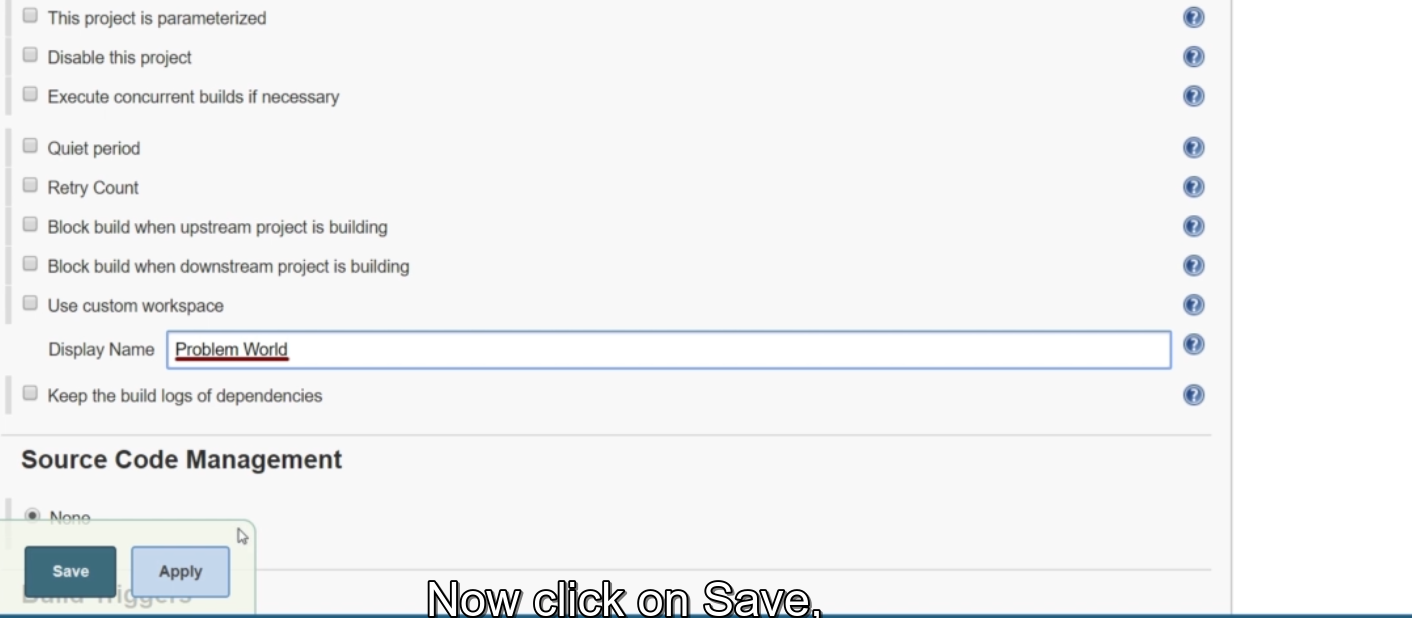 This project is parameterized
Disable this project
Execute concurrent builds if necessary
Quiet period
Retry Count
Block build when upstream project is building
Block build when downstream project is building
Use custom workspace
Display Name Problem World
Keep the build logs of dependencies
Source Code Management
None
Save Apply
Build Triggers
Now click on Save,